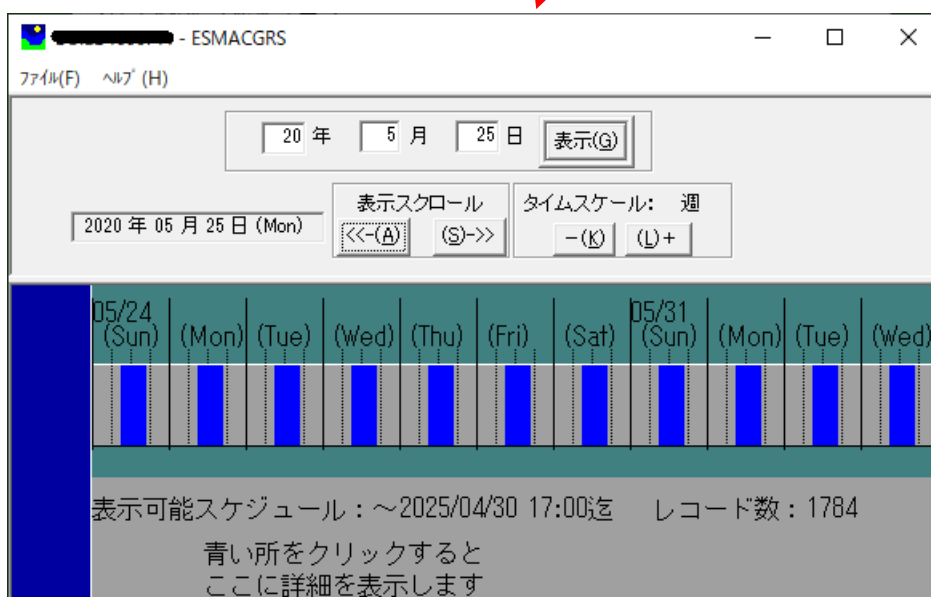 - ESMACGRS
ﾌｧｲﾙ(F) ﾍﾙﾌﾟ(H)
20 年 5 月 25 日 表示(G)
表示スクロール タイムスケール: 週
2020 年 05 月 25 日 (Mon) <<-(A) (S)->> -(K) (L)+
05/24 05/31
(Sun) (Mon) (Tue) (Wed) (Thu) (Fri) (Sat) (Sun) (Mon) (Tue) (Wed)
表示可能スケジュール：～2025/04/30 17:00迄 レコード数：1784
青い所をクリックすると
ここに詳細を表示します